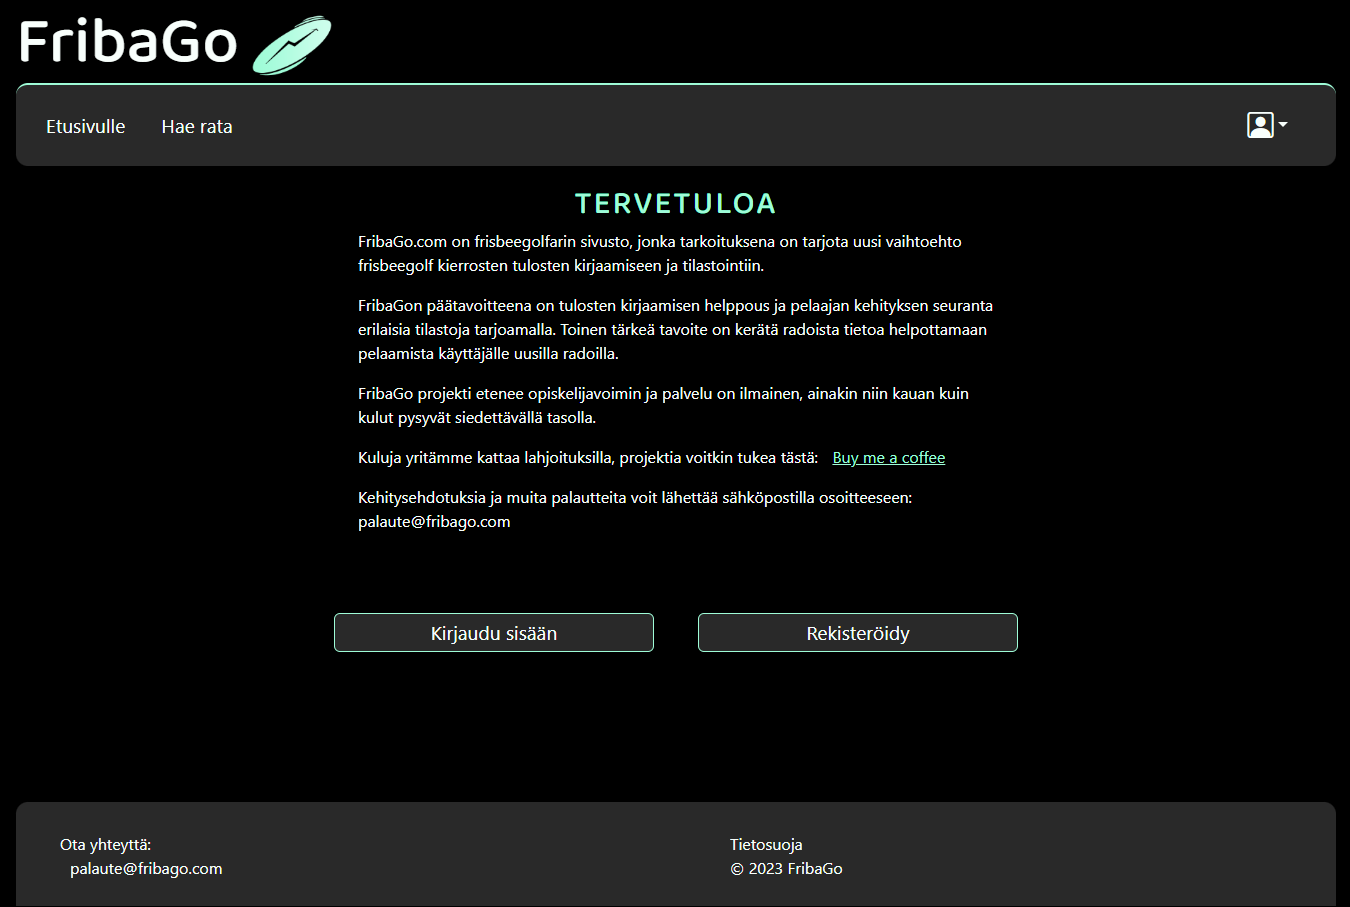 FribaGo
Etusivulle
Hae rata
TERVETULOA
FribaGo.com on frisbeegolfarin sivusto, jonka tarkoituksena on tarjota uusi vaihtoehto
frisbeegolf kierrosten tulosten kirjaamiseen ja tilastointiin.
FribaGon päätavoitteena on tulosten kirjaamisen helppous ja pelaajan kehityksen seuranta
erilaisia tilastoja tarjoamalla. Toinen tärkeä tavoite on kerätä radoista tietoa helpottamaan
pelaamista käyttäjälle uusilla radoilla.
FribaGo projekti etenee opiskelijavoimin ja palvelu on ilmainen, ainakin niin kauan kuin
kulut pysyvät siedettävällä tasolla.
Kuluja yritämme kattaa lahjoituksilla, projektia voitkin tukea tästä: Buy me a coffee
Kehitysehdotuksia ja muita palautteita voit lähettää sähköpostilla osoitteeseen:
palaute@fribago.com
Kirjaudu sisään
Rekisteröidy
Ota yhteyttä:
palaute@fribago.com
Tietosuoja
© 2023 FribaGo